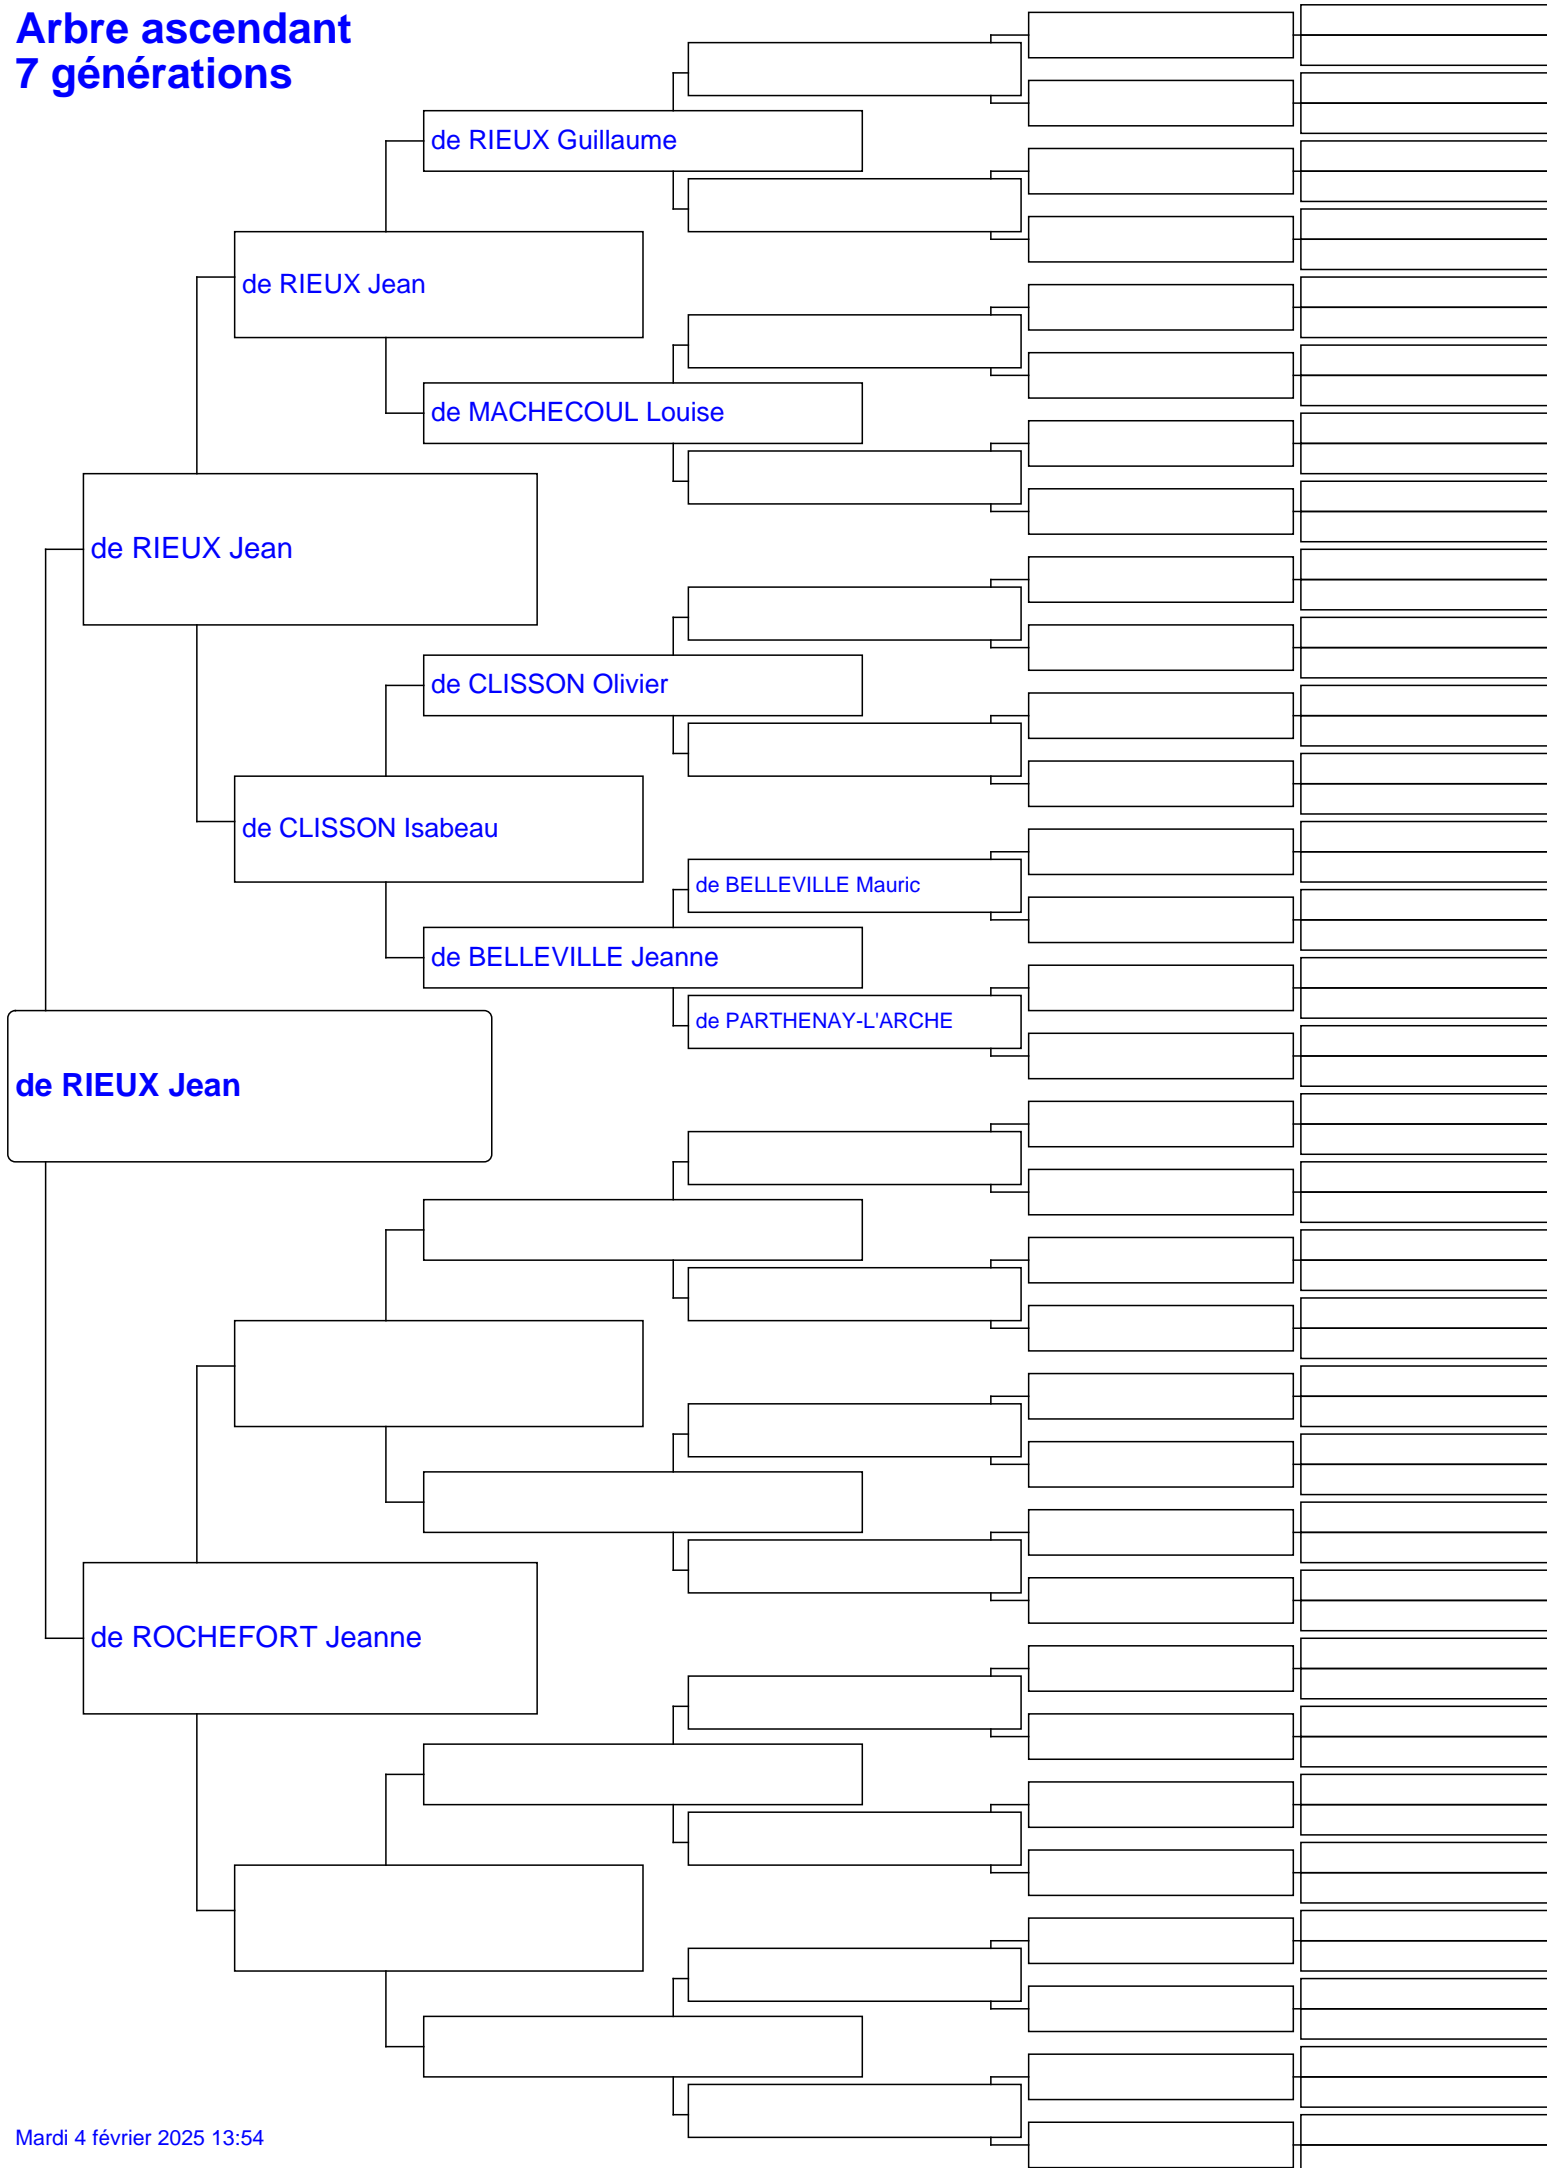 Arbre ascendant
7 générations
de RIEUX Guillaume
de RIEUX Jean
de MACHECOUL Louise
de RIEUX Jean
de CLISSON Olivier
de CLISSON Isabeau
de BELLEVILLE Mauric
de BELLEVILLE Jeanne
de PARTHENAY-L'ARCHE
de RIEUX Jean
de ROCHEFORT Jeanne
Mardi 4 février 2025 13:54